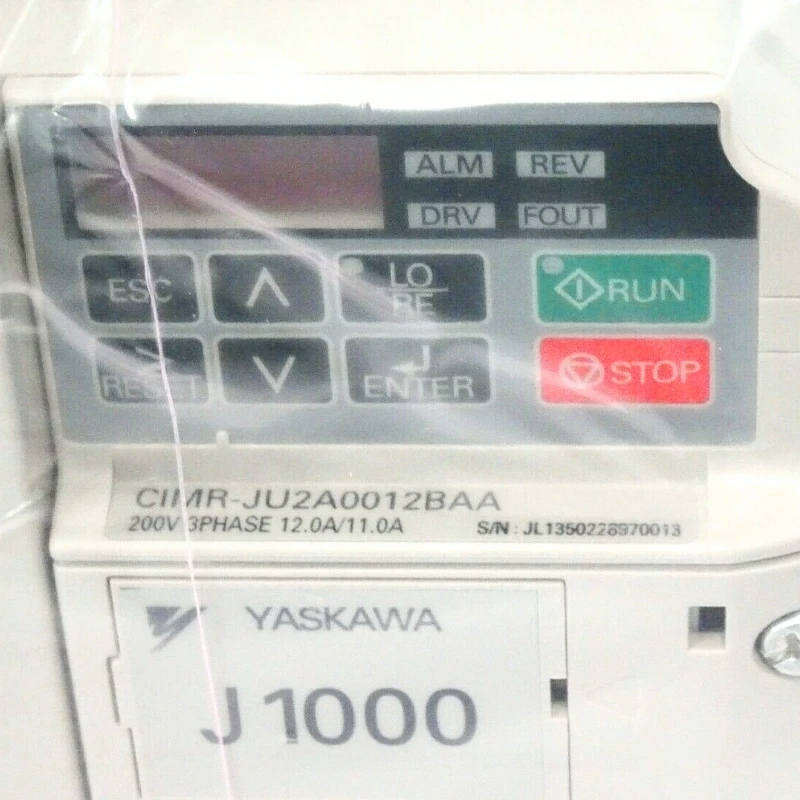 ALM REV
DRV FOUT
ESC LO RUN
RE
RESET ENTER STOP
CIMR-JU2A0012BAA
200V 3PHASE 12.0A/11.0A S/N : JL1350228970013
YASKAWA
J1000